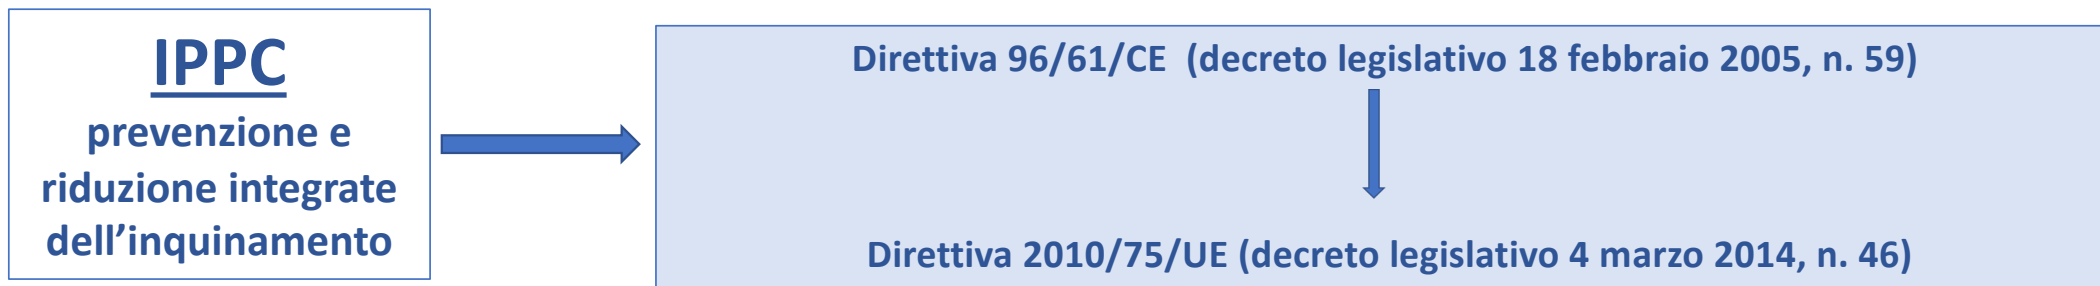 IPPC
prevenzione e
riduzione integrate
dell’inquinamento
Direttiva 96/61/CE (decreto legislativo 18 febbraio 2005, n. 59)
Direttiva 2010/75/UE (decreto legislativo 4 marzo 2014, n. 46)